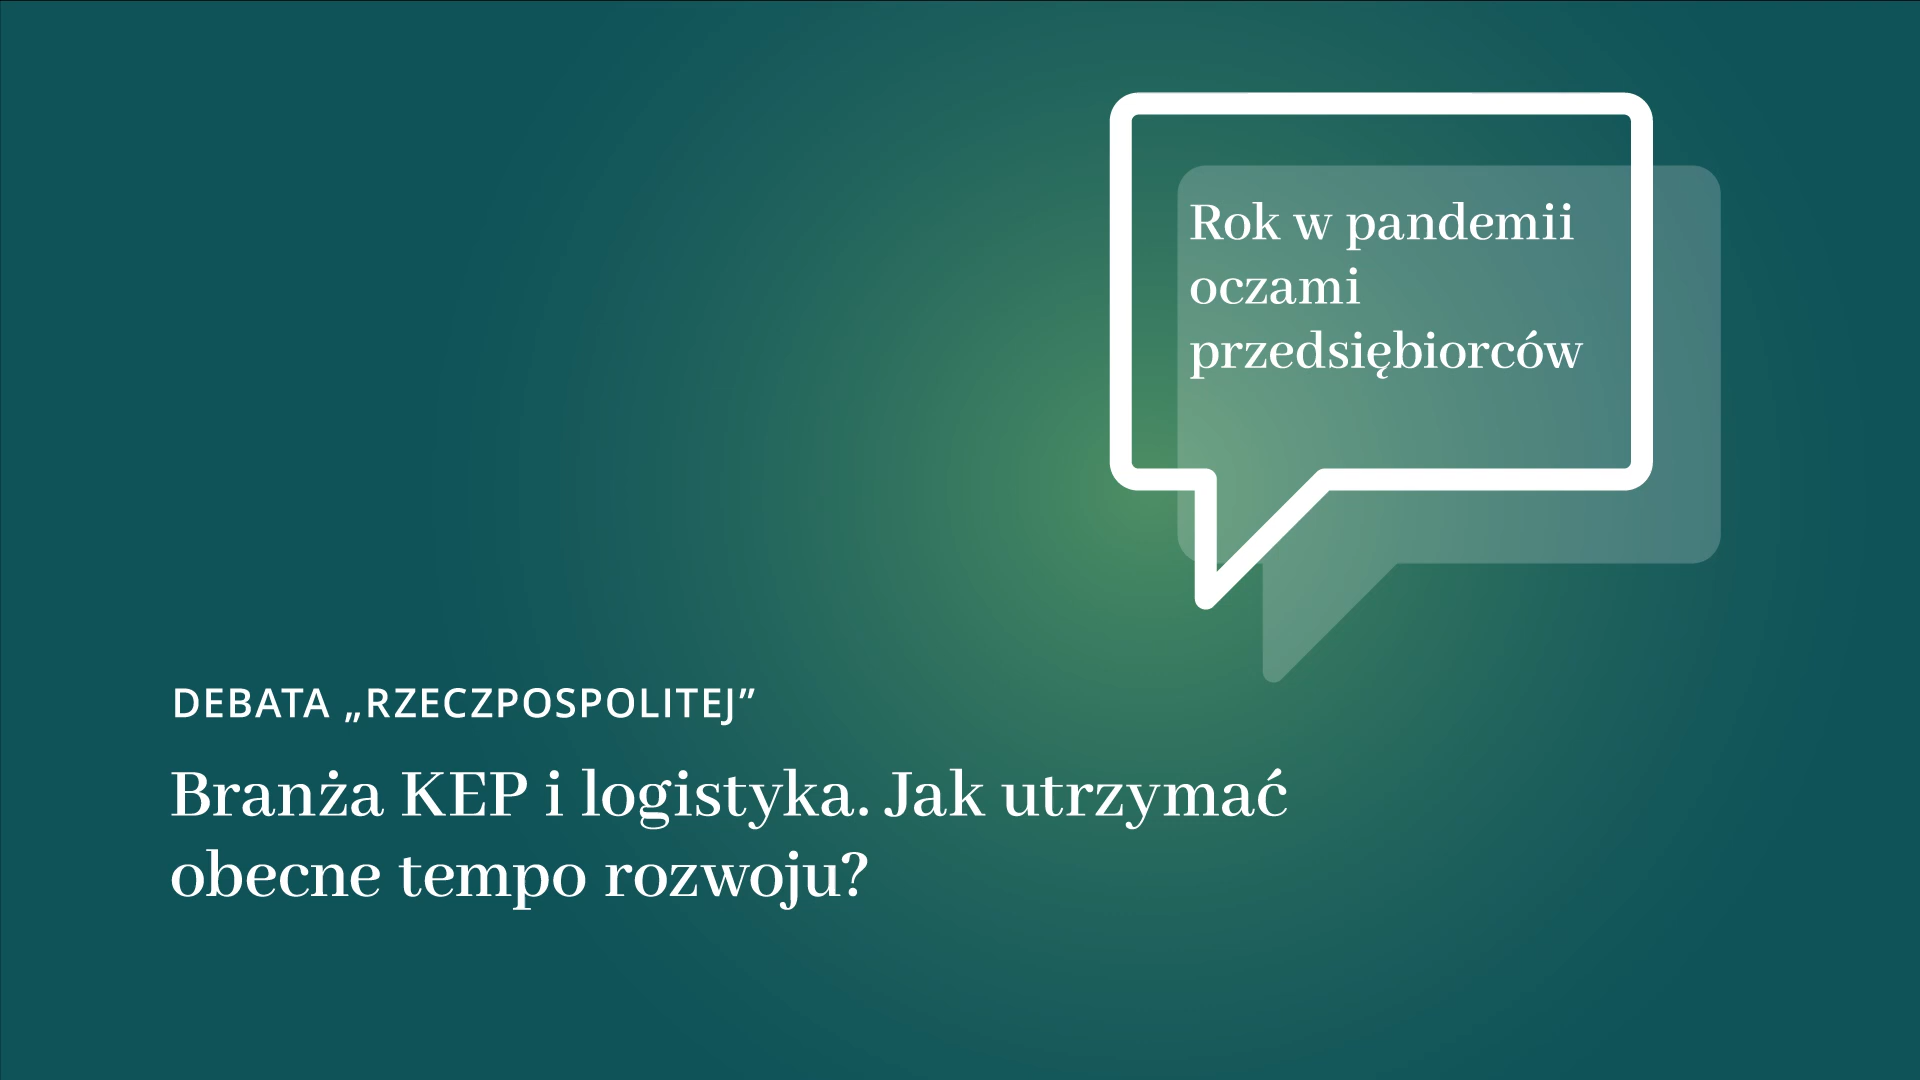 Rok w pandemii
oczami
przedsiębiorców
DEBATA „RZECZPOSPOLITEJ”
Branża KEP i logistyka. Jak utrzymać
obecne tempo rozwoju?